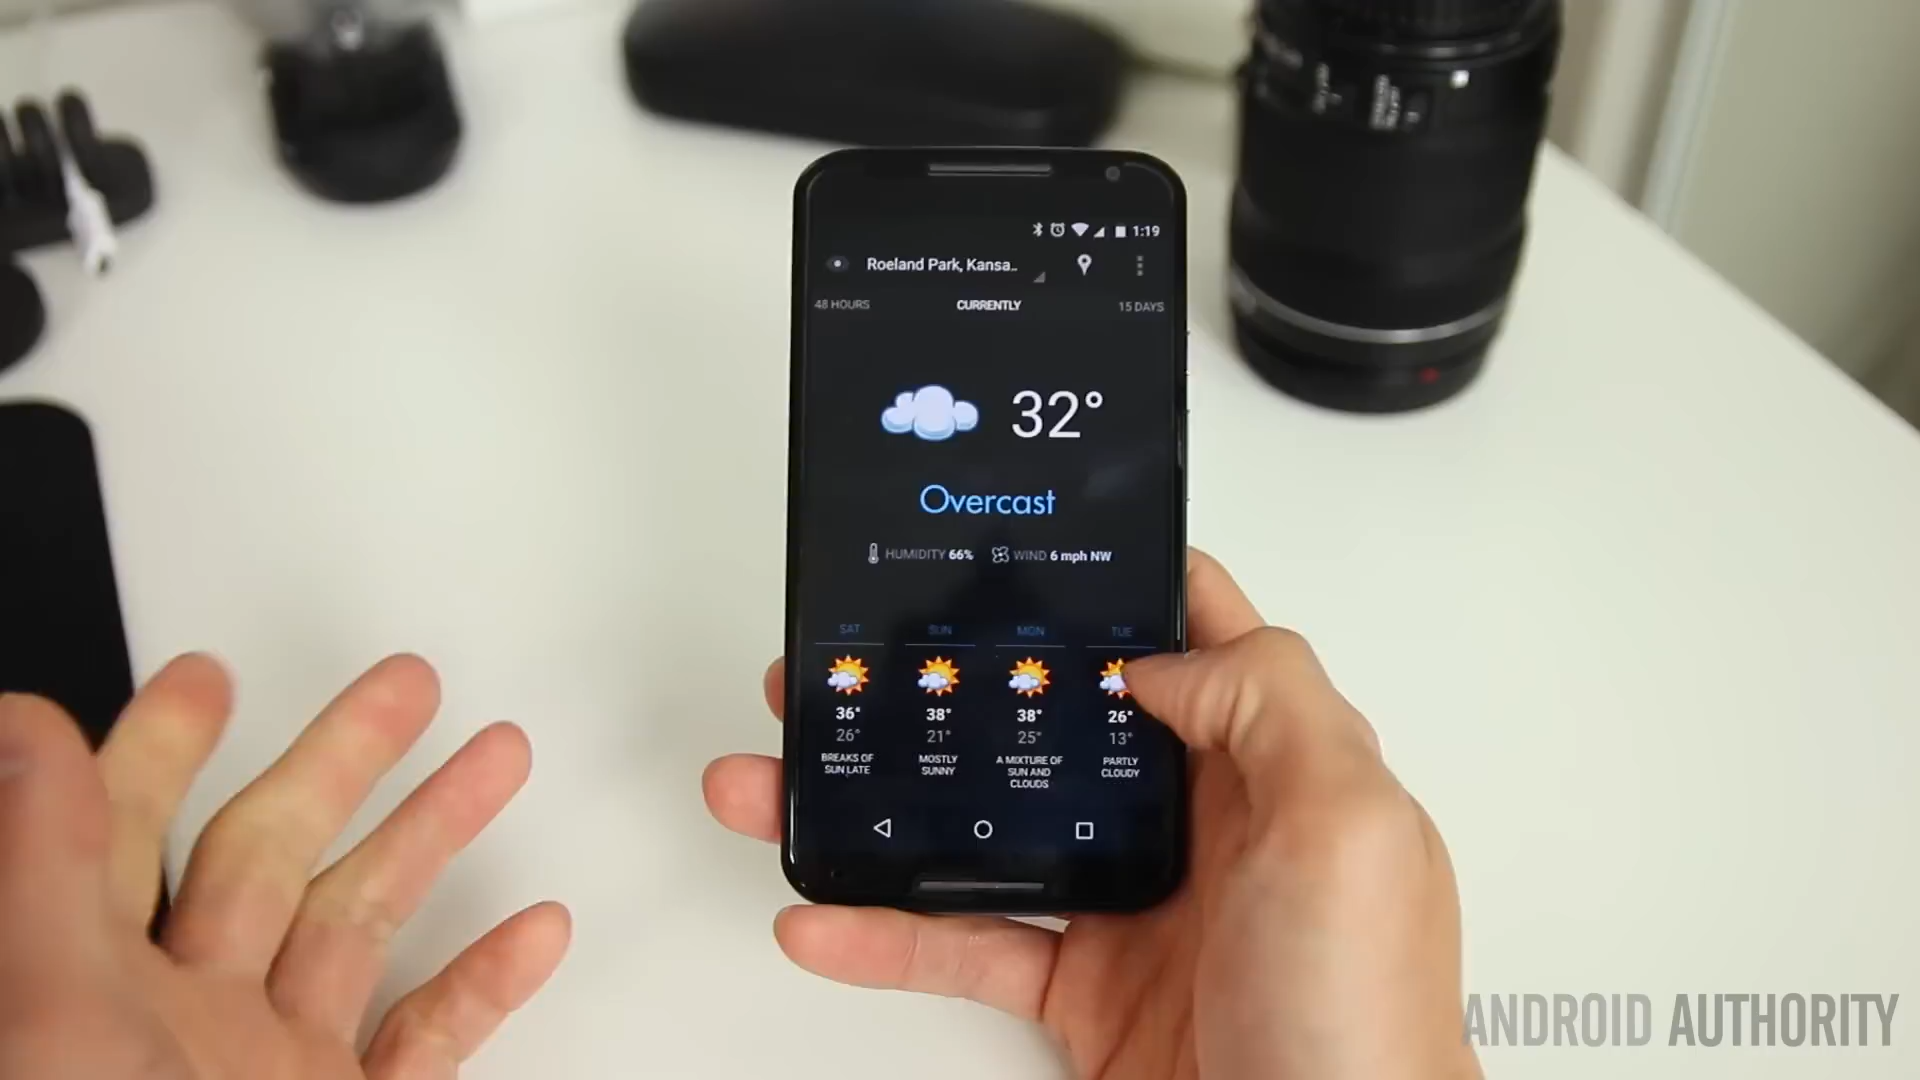 1:19
Roeland Park, Kansa..
48 HOURS CURRENTLY 15 DAYS
32°
Overcast
HUMIDITY 66% WIND 6 mph NW
SAT SUN MON TUE
36° 38° 38° 26°
26° 21° 25° 13°
BREAKS OF SUN LATE
MOSTLY SUNNY
A MIXTURE OF SUN AND CLOUDS
PARTLY CLOUDY
ANDROID AUTHORITY